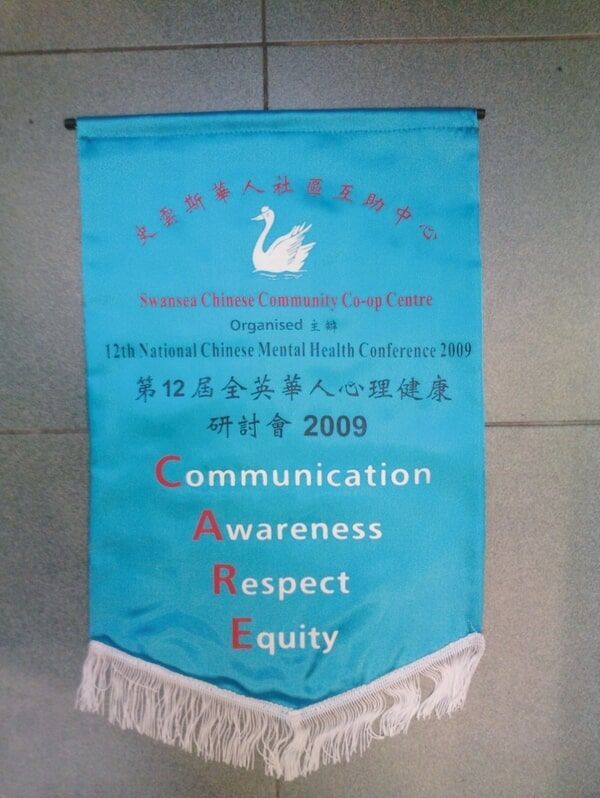 史雲斯華人社區互助中心
Swansea Chinese Community Co-op Centre
Organised 主辦
12th National Chinese Mental Health Conference 2009
第12屆全英華人心理健康
研討會 2009
Communication
Awareness
Respect
Equity